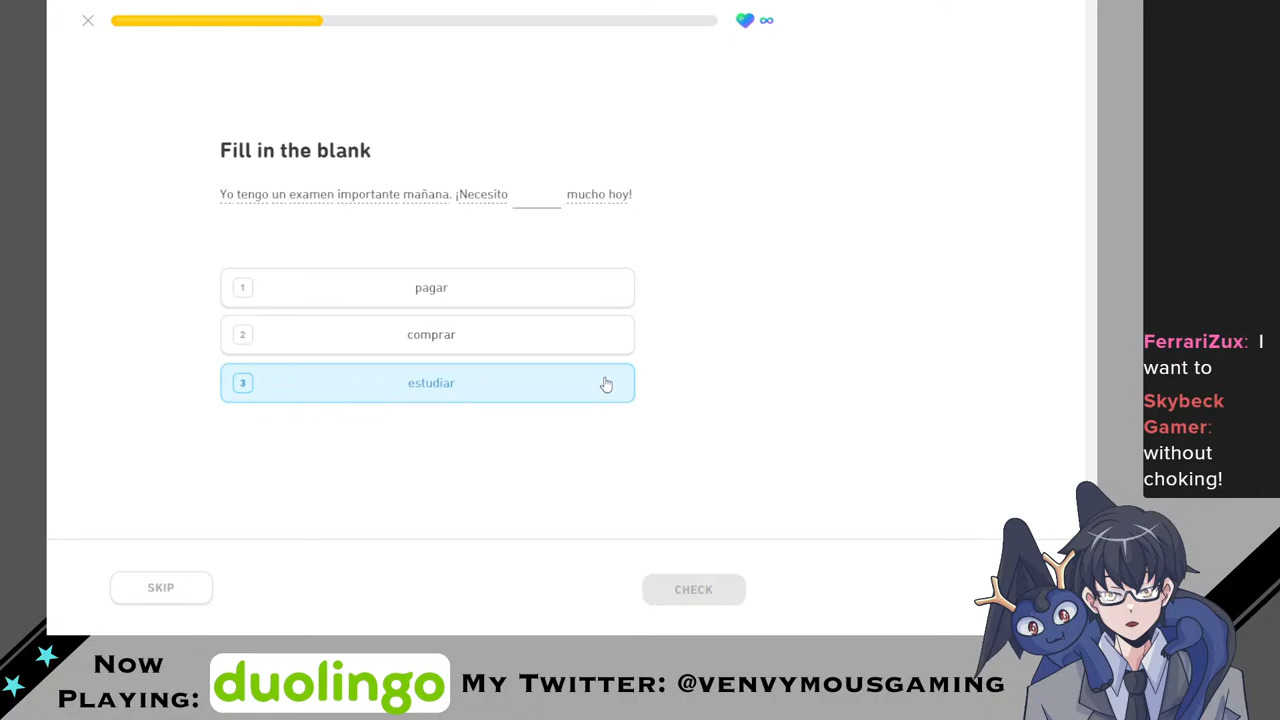 Fill in the blank
Yo tengo un examen importante mañana. ¡Necesito ______ mucho hoy!
1 pagar
2 comprar
3 estudiar
SKIP
CHECK
FerrariZux: I
want to
Skybeck
Gamer:
without
choking!
Now
Playing:
duolingo
My Twitter: @venvymousgaming